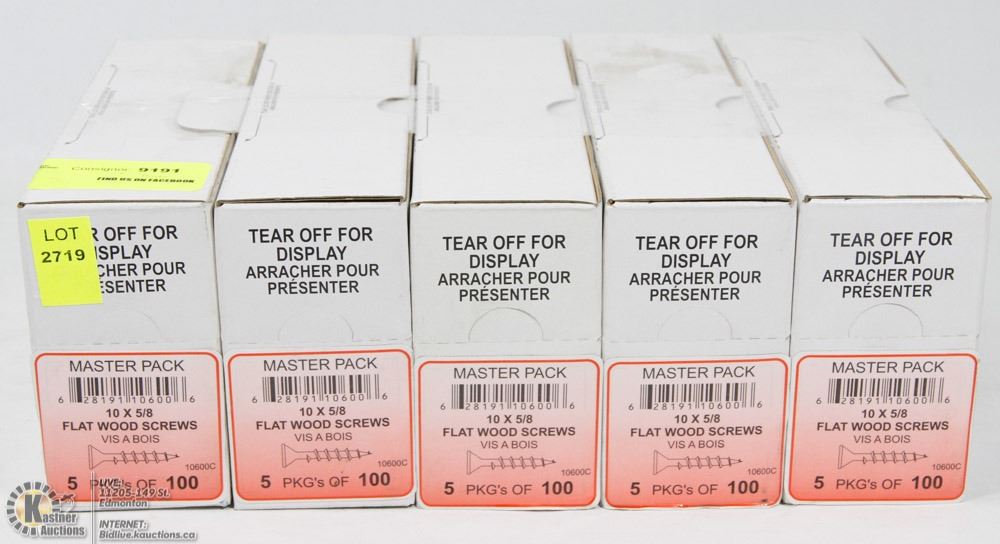 Consignor 9191
FIND US ON FACEBOOK
LOT
2719
R OFF FOR
ISPLAY
ACHER POUR
ÉSENTER
MASTER PACK
6 28191 10600 6
10 X 5/8
FLAT WOOD SCREWS
VIS A BOIS
10600C
5 PKG's OF 100
TEAR OFF FOR
DISPLAY
ARRACHER POUR
PRÉSENTER
MASTER PACK
6 28191 10600 6
10 X 5/8
FLAT WOOD SCREWS
VIS A BOIS
10600C
5 PKG's OF 100
TEAR OFF FOR
DISPLAY
ARRACHER POUR
PRÉSENTER
MASTER PACK
6 28191 10600 6
10 X 5/8
FLAT WOOD SCREWS
VIS A BOIS
10600C
5 PKG's OF 100
TEAR OFF FOR
DISPLAY
ARRACHER POUR
PRÉSENTER
MASTER PACK
6 28191 10600 6
10 X 5/8
FLAT WOOD SCREWS
VIS A BOIS
10600C
5 PKG's OF 100
TEAR OFF FOR
DISPLAY
ARRACHER POUR
PRÉSENTER
MASTER PACK
6 28191 10600 6
10 X 5/8
FLAT WOOD SCREWS
VIS A BOIS
10600C
5 PKG's OF 100
K
Kastner
Auctions
LIVE:
11205-149 St.
Edmonton
INTERNET:
Bidlive.kauctions.ca